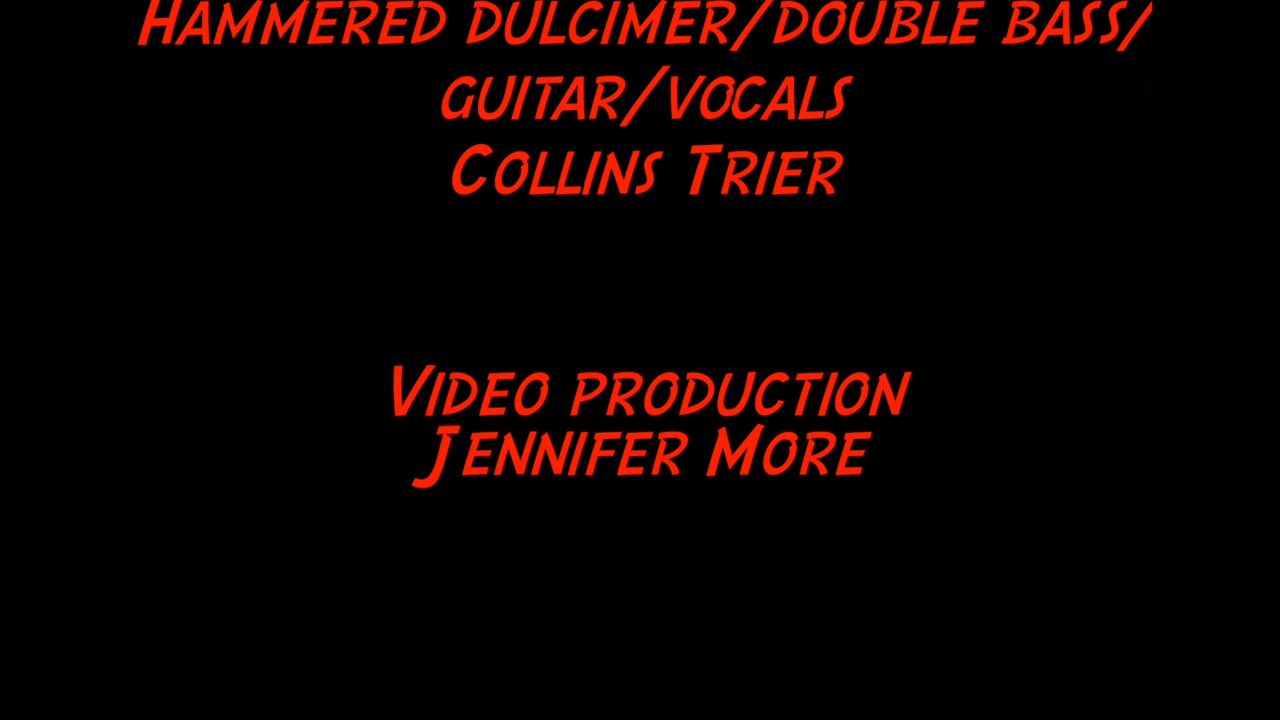 Hammered dulcimer/double bass/
guitar/vocals
Collins Trier
Video production
Jennifer More